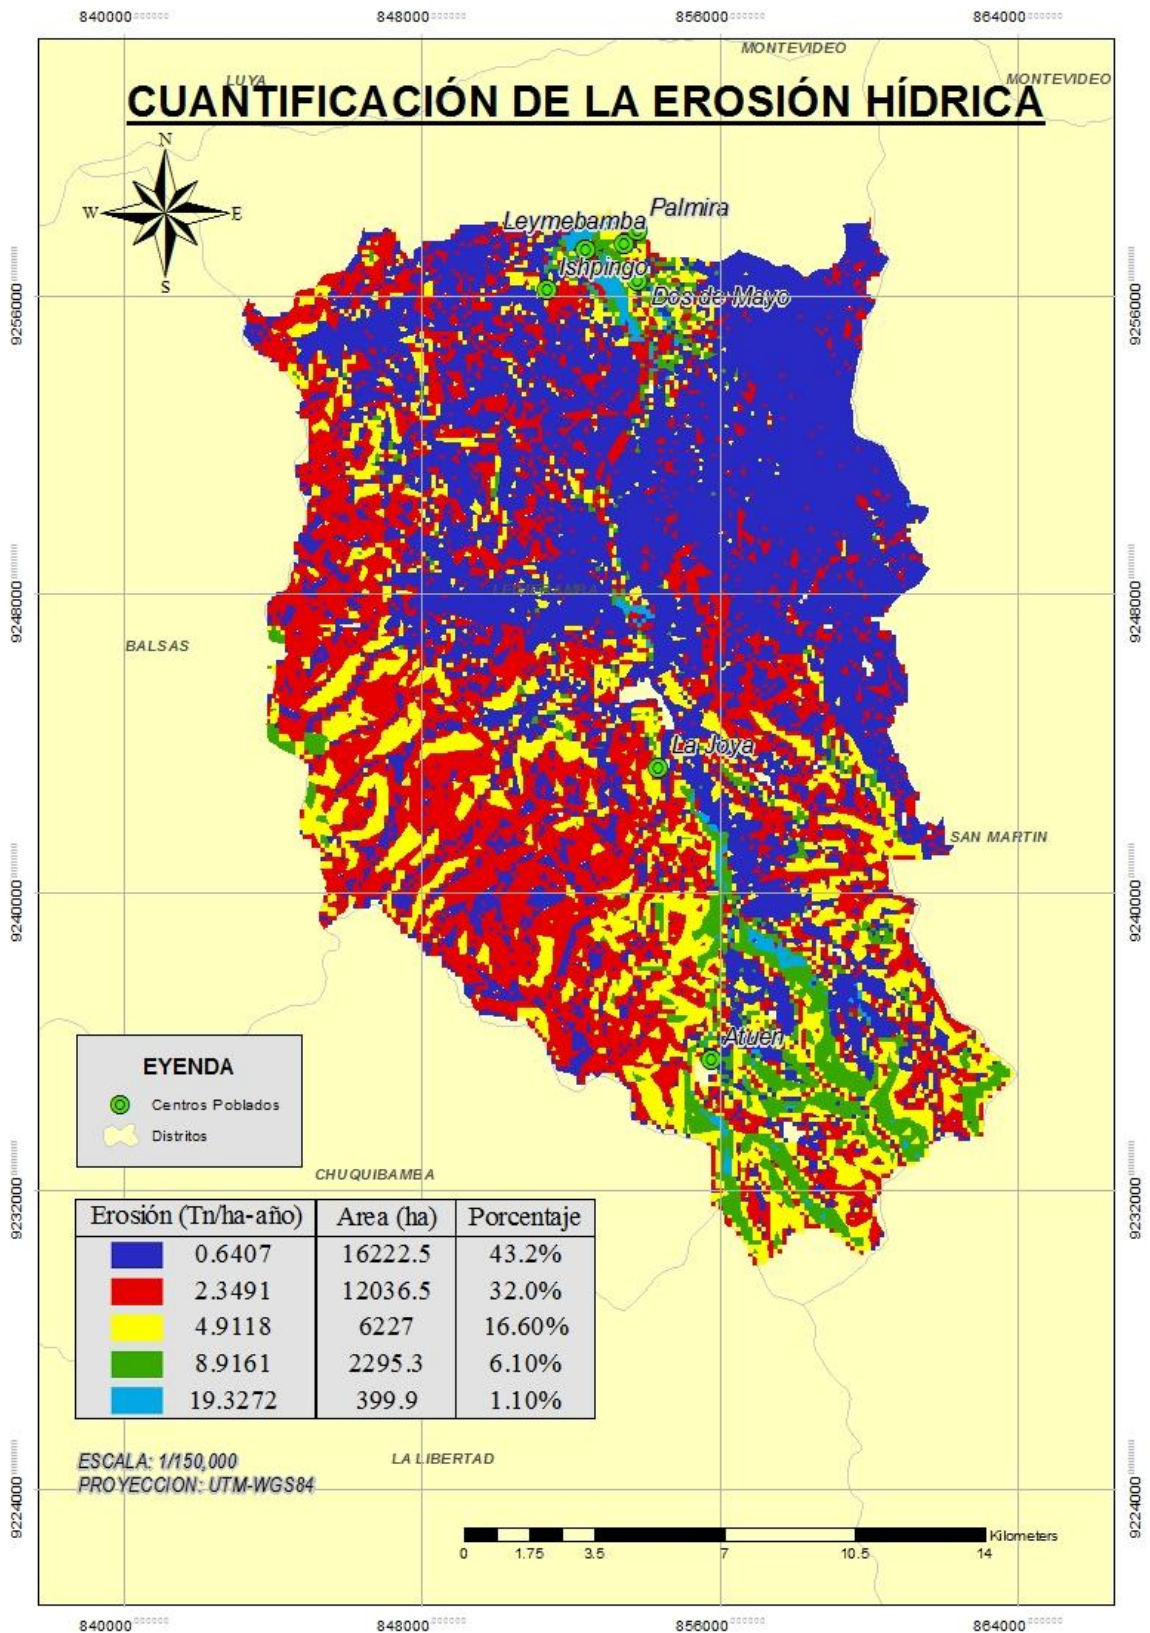 840000 848000 856000 864000
MONTEVIDEO
LUYA
MONTEVIDEO
CUANTIFICACIÓN DE LA EROSIÓN HÍDRICA
N
W E
S
Palmira
Leymebamba
Ishpingo
Dos de Mayo
9256000 9256000
9248000 9248000
LEYMEBAMBA
BALSAS
La Joya
SAN MARTIN
9240000 9240000
Atuen
EYENDA
Centros Poblados
Distritos
CHUQUIBAMBA
9232000 9232000
Erosión (Tn/ha-año) Area (ha) Porcentaje
0.6407 16222.5 43.2%
2.3491 12036.5 32.0%
4.9118 6227 16.60%
8.9161 2295.3 6.10%
19.3272 399.9 1.10%
LA LIBERTAD
ESCALA: 1/150,000
PROYECCION: UTM-WGS84
9224000 9224000
Kilometers
0 1.75 3.5 7 10.5 14
840000 848000 856000 864000